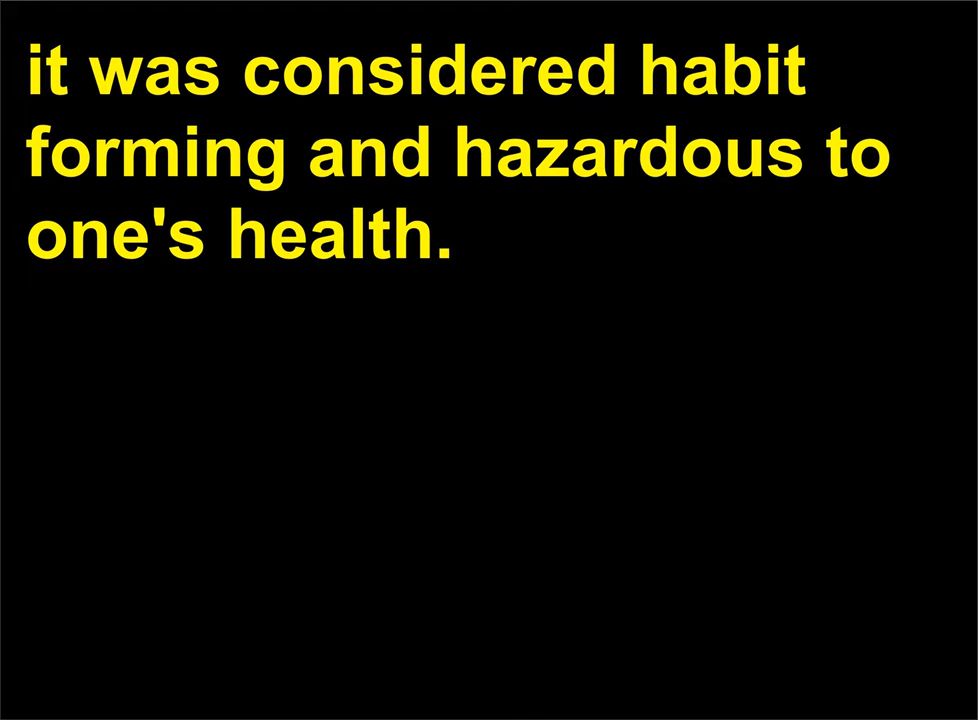 it was considered habit
forming and hazardous to
one's health.